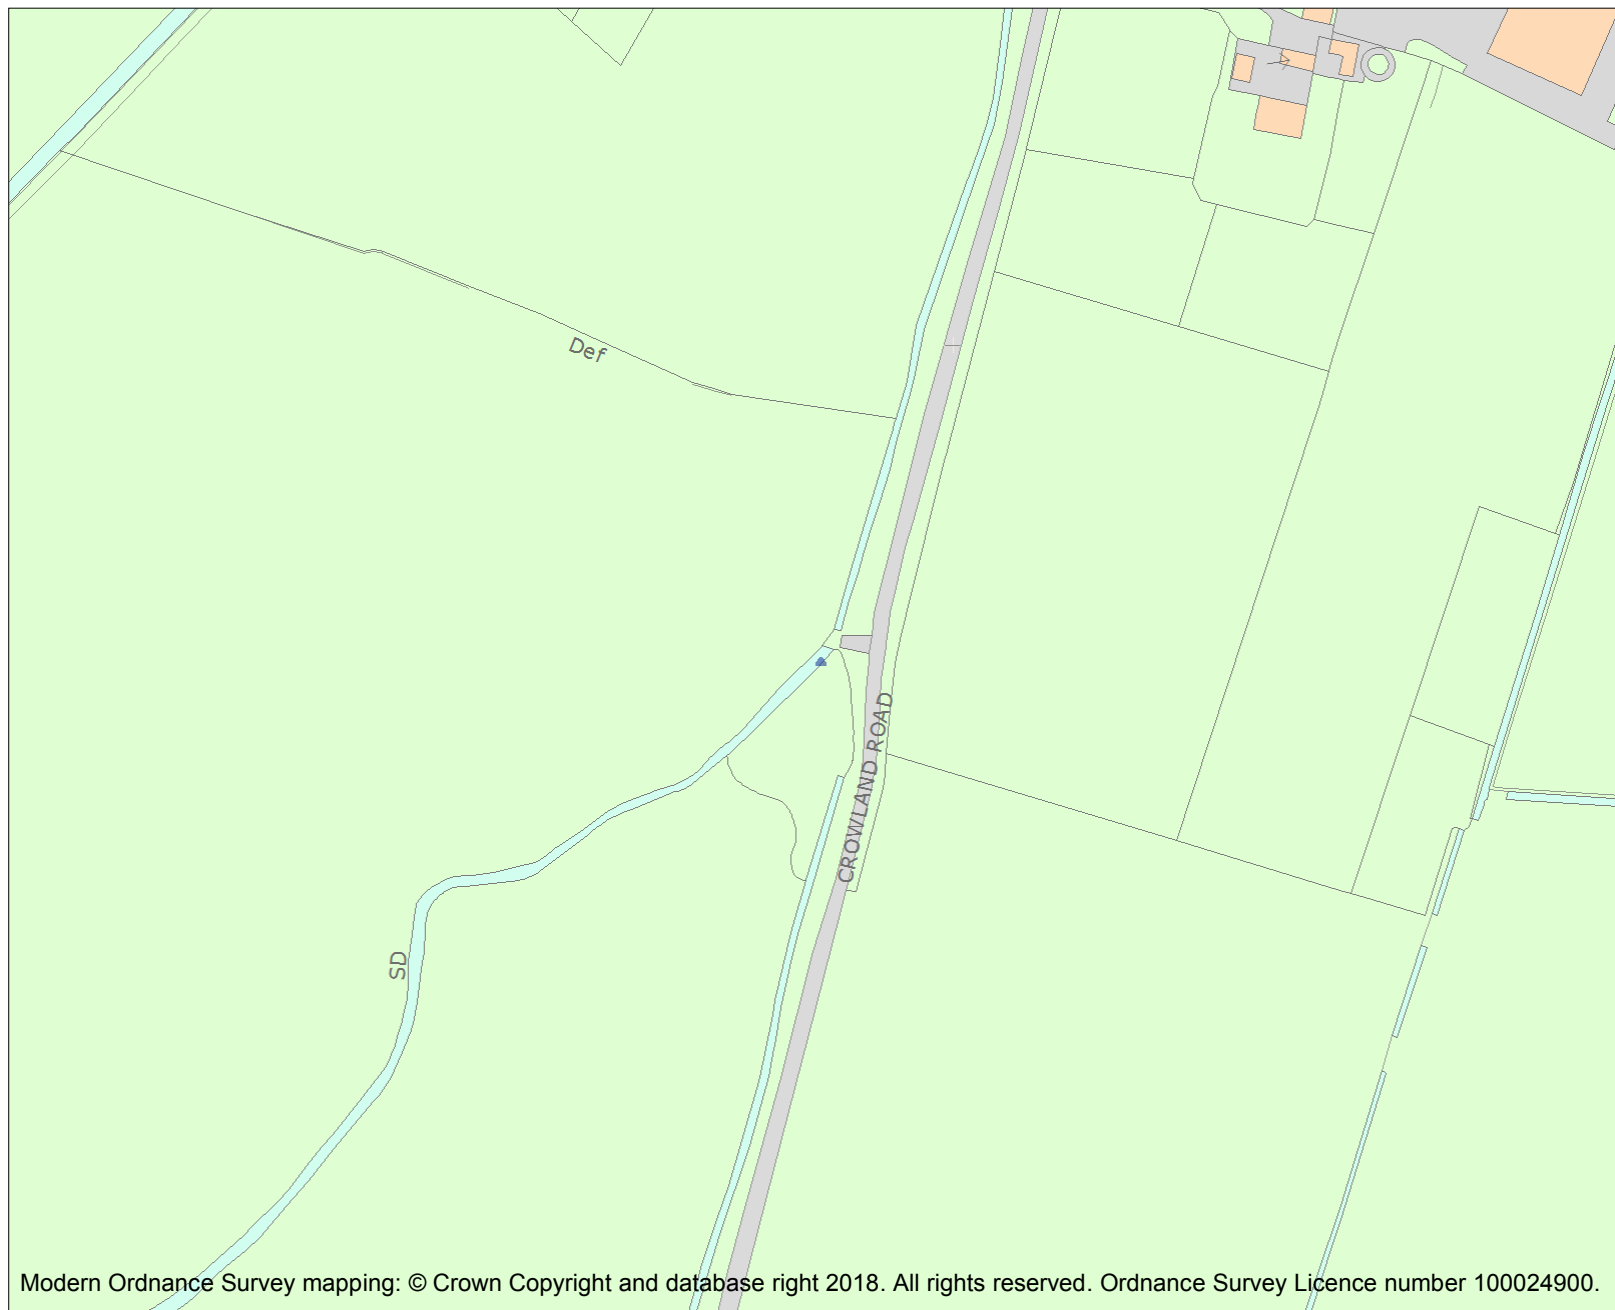 Def
CROWLAND ROAD
SD
Modern Ordnance Survey mapping: © Crown Copyright and database right 2018. All rights reserved. Ordnance Survey Licence number 100024900.